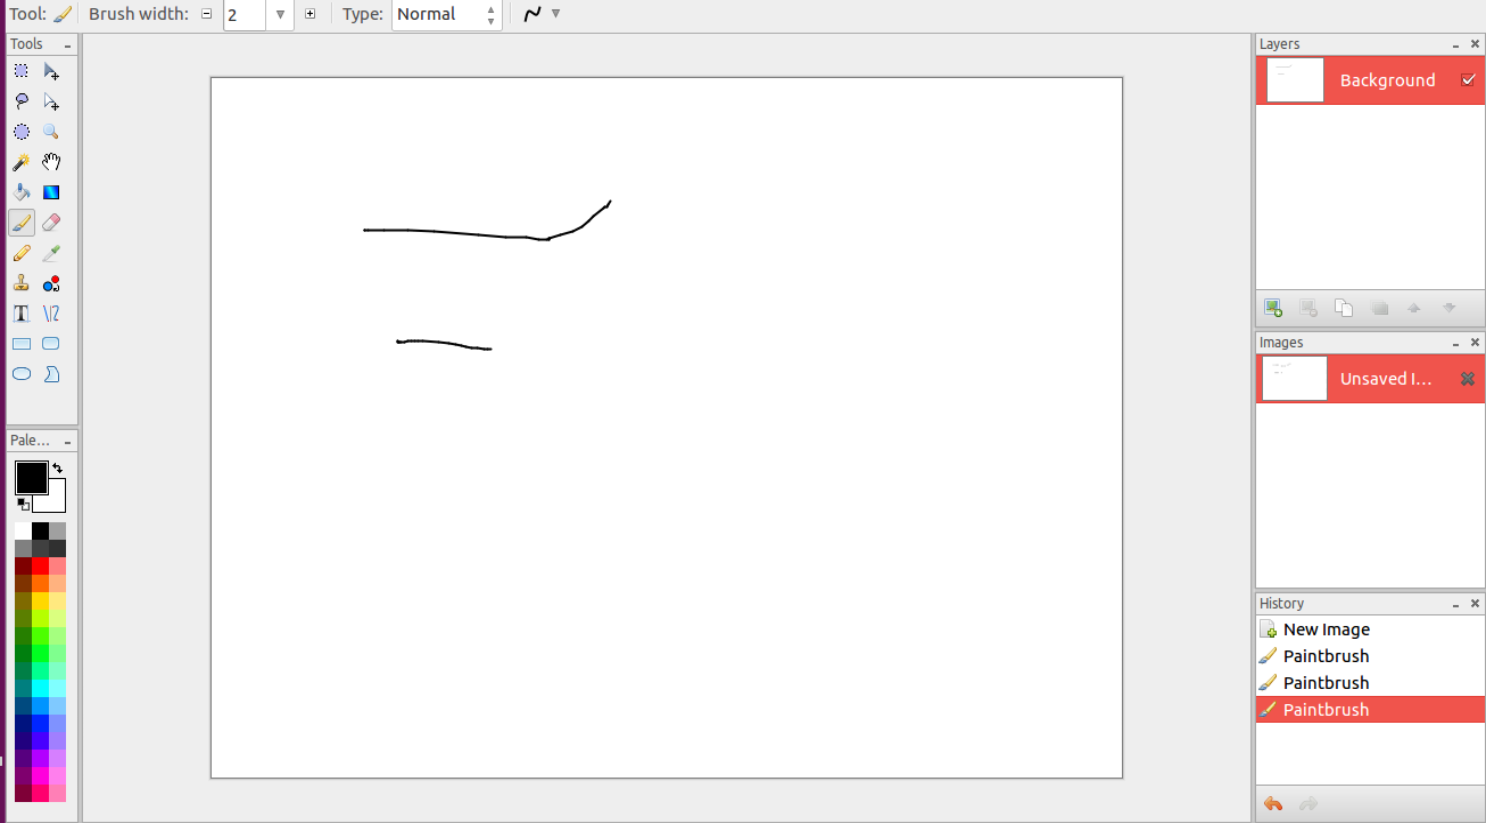 Tool: Brush width: 2 Type: Normal
Tools
Pale...
Layers
Background
Images
Unsaved I...
History
New Image
Paintbrush
Paintbrush
Paintbrush